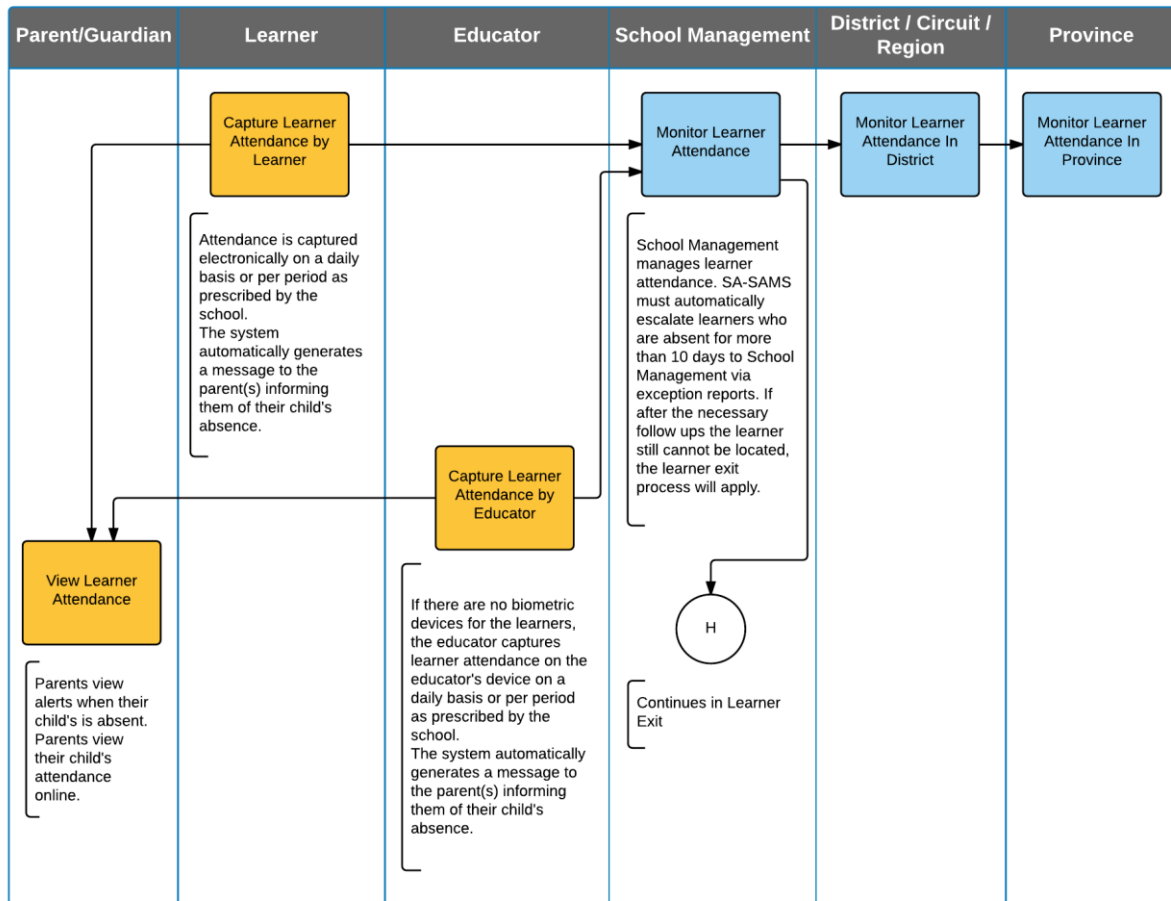 Parent/Guardian
Learner
Educator
School Management
District / Circuit /
Region
Province
Capture Learner
Attendance by
Learner
Monitor Learner
Attendance
Monitor Learner
Attendance In
District
Monitor Learner
Attendance In
Province
Attendance is captured
electronically on a daily
basis or per period as
prescribed by the
school.
The system
automatically generates
a message to the
parent(s) informing
them of their child's
absence.
School Management
manages learner
attendance. SA-SAMS
must automatically
escalate learners who
are absent for more
than 10 days to School
Management via
exception reports. If
after the necessary
follow ups the learner
still cannot be located,
the learner exit
process will apply.
Capture Learner
Attendance by
Educator
View Learner
Attendance
If there are no biometric
devices for the learners,
the educator captures
learner attendance on the
educator's device on a
daily basis or per period
as prescribed by the
school.
The system automatically
generates a message to
the parent(s) informing
them of their child's
absence.
H
Parents view
alerts when their
child's is absent.
Parents view
their child's
attendance
online.
Continues in Learner
Exit